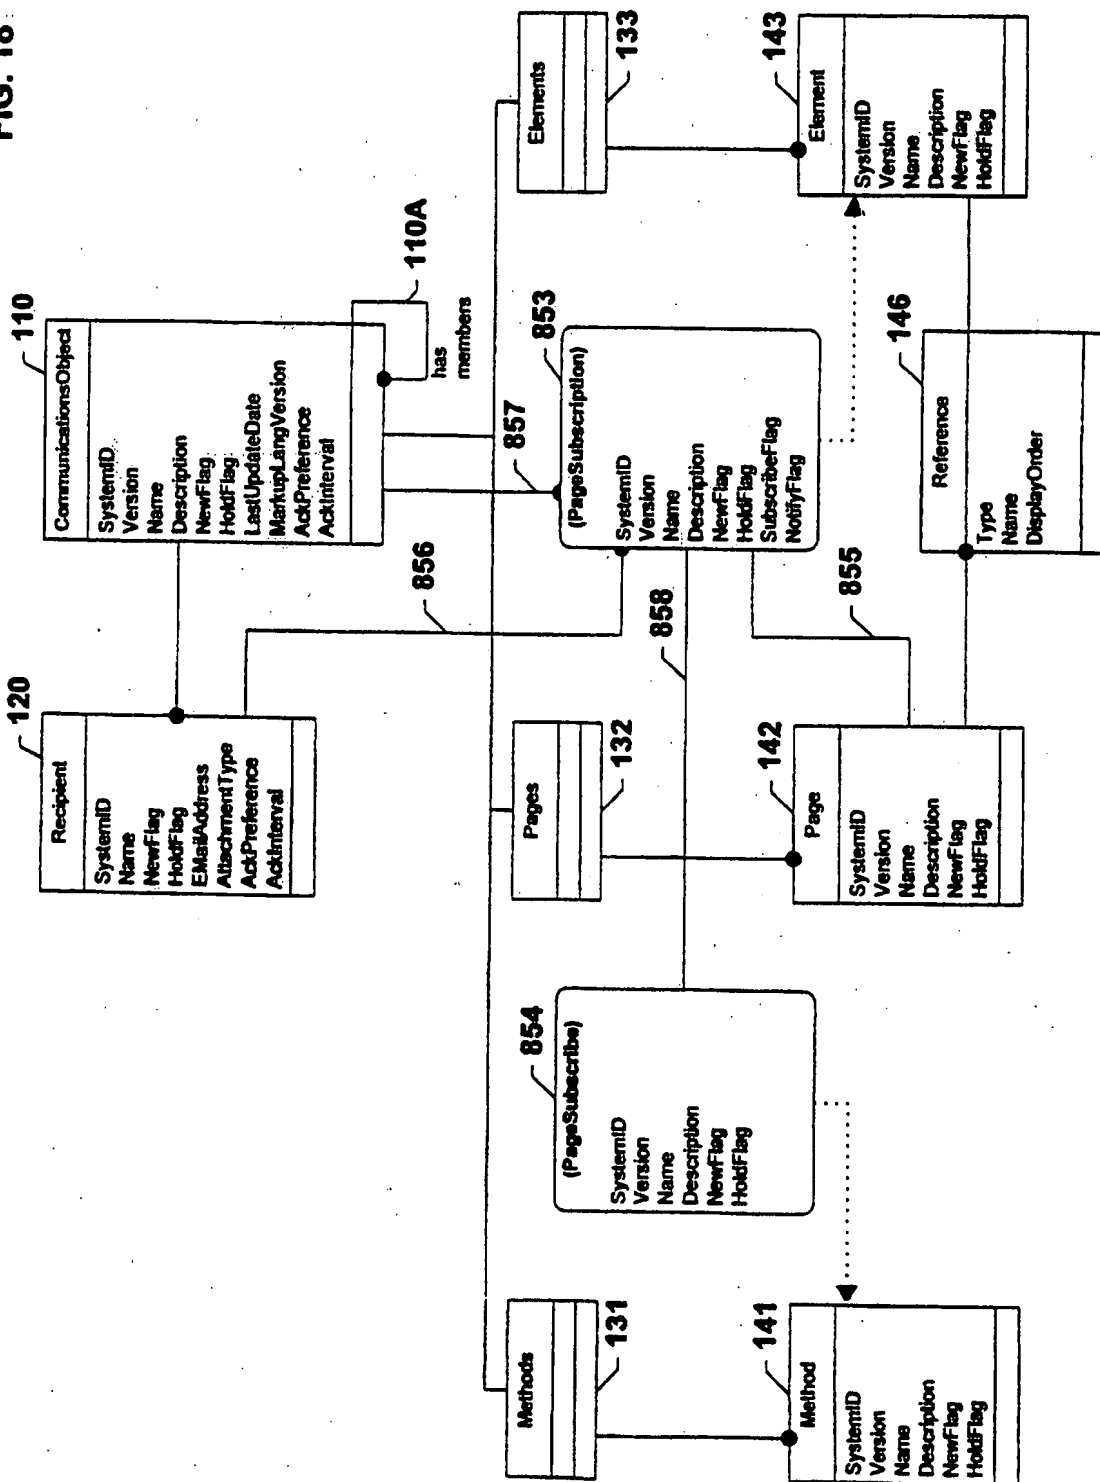 FIG. 18
110
CommunicationsObject
SystemID
Version
Name
Description
NewFlag
HoldFlag
LastUpdateDate
MarkupLangVersion
AckPreference
AckInterval
110A
has
members
120
Recipient
SystemID
Name
NewFlag
HoldFlag
EMailAddress
AttachmentType
AckPreference
AckInterval
856
857
Methods
131
Pages
132
Elements
133
854
(PageSubscribe)
SystemID
Version
Name
Description
NewFlag
HoldFlag
858
853
(PageSubscription)
SystemID
Version
Name
Description
NewFlag
HoldFlag
SubscribeFlag
NotifyFlag
855
141
Method
SystemID
Version
Name
Description
NewFlag
HoldFlag
142
Page
SystemID
Version
Name
Description
NewFlag
HoldFlag
146
Reference
Type
Name
DisplayOrder
143
Element
SystemID
Version
Name
Description
NewFlag
HoldFlag